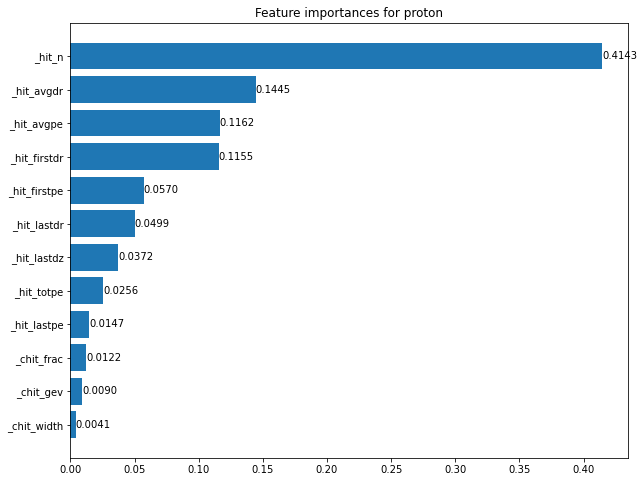 Feature importances for proton
_hit_n 0.4143
_hit_avgdr 0.1445
_hit_avgpe 0.1162
_hit_firstdr 0.1155
_hit_firstpe 0.0570
_hit_lastdr 0.0499
_hit_lastdz 0.0372
_hit_totpe 0.0256
_hit_lastpe 0.0147
_chit_frac 0.0122
_chit_gev 0.0090
_chit_width 0.0041
0.00 0.05 0.10 0.15 0.20 0.25 0.30 0.35 0.40